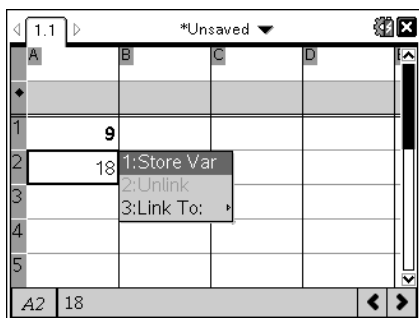 1.1 *Unsaved
A B C D E
1 9
2 18 1:Store Var
2:Unlink
3 3:Link To:
4
5
A2 18